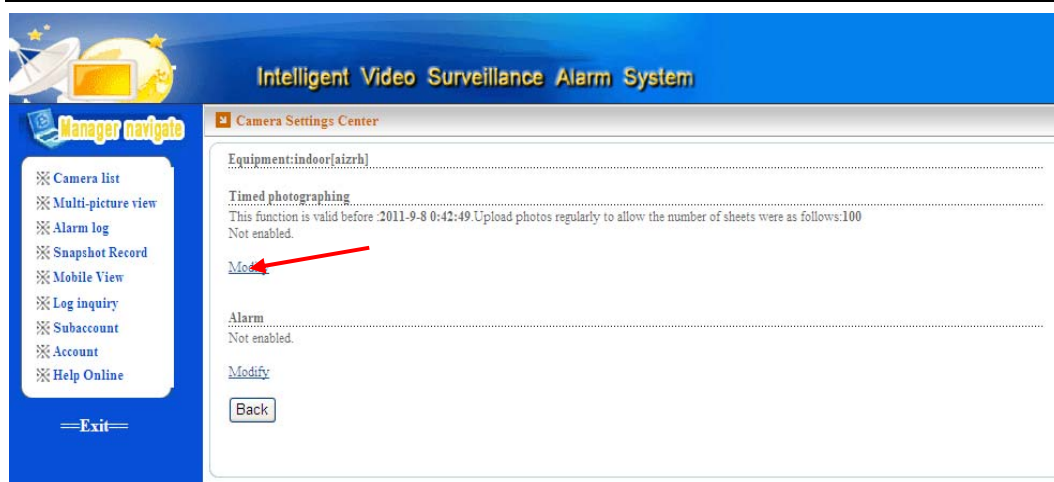 Intelligent Video Surveillance Alarm System
Manager navigate
Camera list
Multi-picture view
Alarm log
Snapshot Record
Mobile View
Log inquiry
Subaccount
Account
Help Online
==Exit==
Camera Settings Center
Equipment:indoor[aizrh]
Timed photographing
This function is valid before :2011-9-8 0:42:49.Upload photos regularly to allow the number of sheets were as follows:100
Not enabled.
Modify
Alarm
Not enabled.
Modify
Back